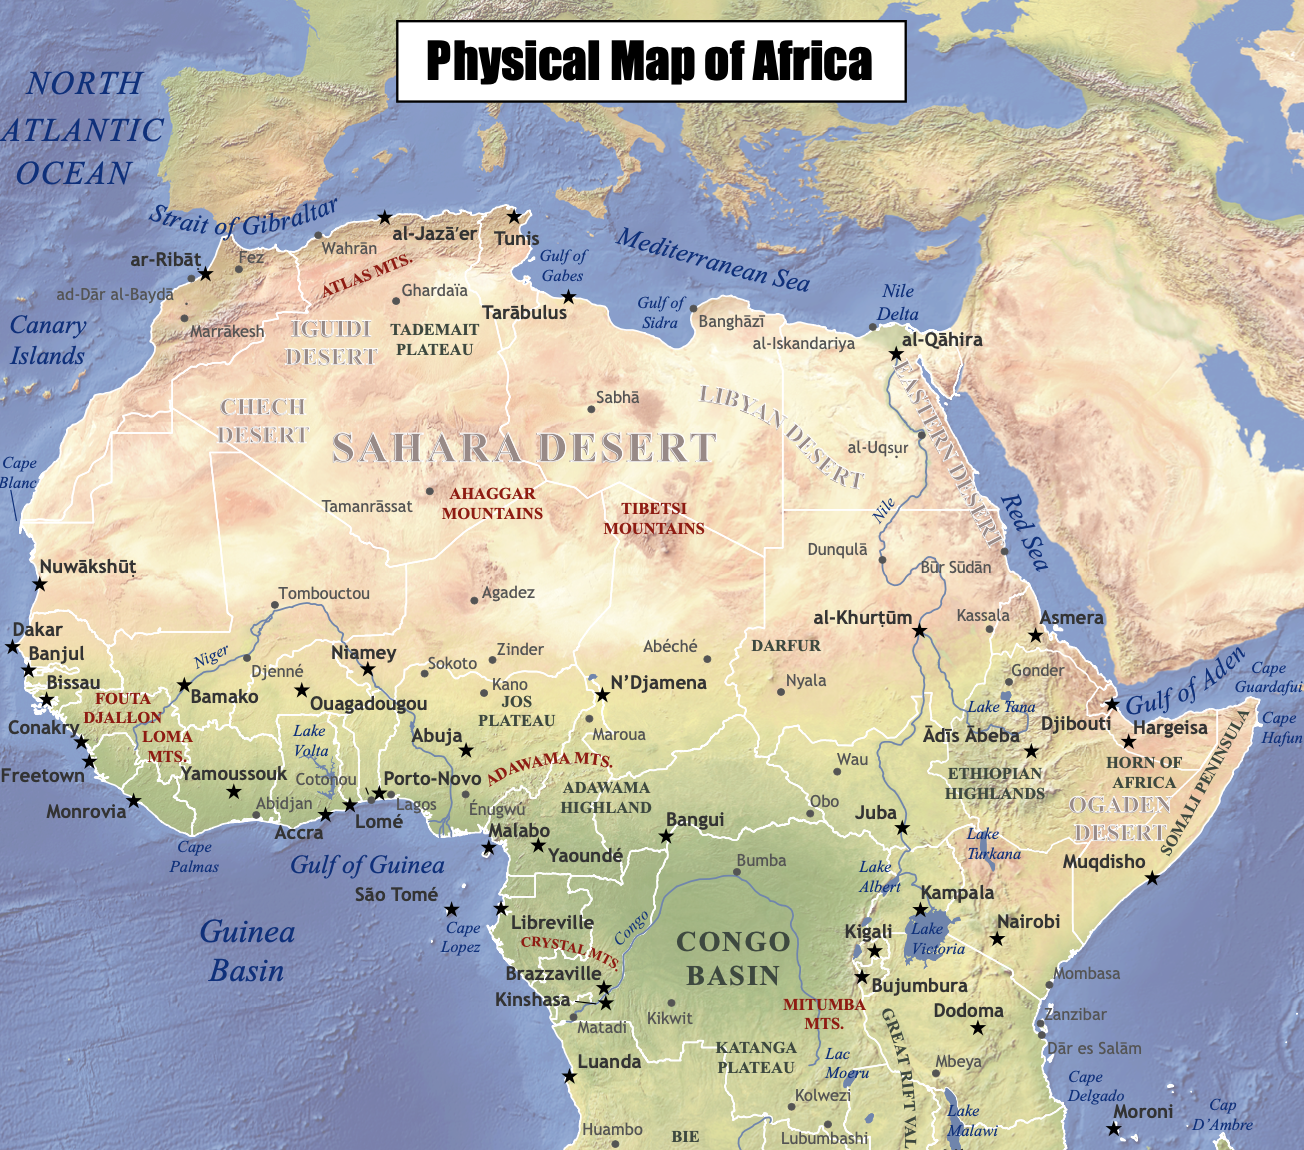 Physical Map of Africa
NORTH
ATLANTIC
OCEAN
Strait of Gibraltar
al-Jazā'er
Tunis
Wahrān
ar-Ribāt
Fez
ATLAS MTS.
Gulf of
Gabes
Mediterranean Sea
ad-Dār al-Baydā
Ghardaïa
Tarābulus
Gulf of
Sidra
Banghāzī
Nile
Delta
Canary
Islands
Marrākesh
IGUIDI
DESERT
TADEMAIT
PLATEAU
al-Iskandariya
al-Qāhira
CHECH
DESERT
Sabhā
LIBYAN DESERT
EASTERN DESERT
SAHARA DESERT
al-Uqsur
Cape
Blanc
Tamanrāssat
AHAGGAR
MOUNTAINS
TIBETSI
MOUNTAINS
Nile
Red Sea
Nuwākshūṭ
Dunqulā
Būr Sūdān
Tombouctou
Agadez
al-Khurṭūm
Kassala
Asmera
Dakar
Banjul
Niger
Djenné
Niamey
Sokoto
Zinder
Abéché
DARFUR
Gonder
Gulf of Aden
Cape
Guardafui
Bissau
FOUTA
DJALLON
Bamako
Ouagadougou
Kano
JOS
PLATEAU
N'Djamena
Nyala
Lake Tana
Djibouti
Hargeisa
Cape
Hafun
Conakry
LOMA
MTS.
Lake
Volta
Abuja
Maroua
Ādīs Ābeba
Freetown
Yamoussouk
Cotonou
Porto-Novo
ADAWAMA MTS.
ADAWAMA
HIGHLAND
Wau
ETHIOPIAN
HIGHLANDS
HORN OF
AFRICA
SOMALI PENINSULA
Monrovia
Abidjan
Accra
Lomé
Lagos
Énugwú
Obo
Juba
OGADEN
DESERT
Cape
Palmas
Gulf of Guinea
Malabo
Yaoundé
Bangui
Bumba
Lake
Albert
Lake
Turkana
Muqdisho
São Tomé
Kampala
Guinea
Basin
Cape
Lopez
Libreville
CRYSTAL MTS.
Congo
CONGO
BASIN
Kigali
Lake
Victoria
Nairobi
Brazzaville
Kinshasa
Bujumbura
Mombasa
Matadi
Kikwit
MITUMBA
MTS.
GREAT RIFT VAL
Dodoma
Zanzibar
Dār es Salām
Luanda
KATANGA
PLATEAU
Lac
Moeru
Mbeya
Cape
Delgado
Kolwezi
Lake
Malawi
Moroni
Cap
D'Ambre
Huambo
BIE
Lubumbashi